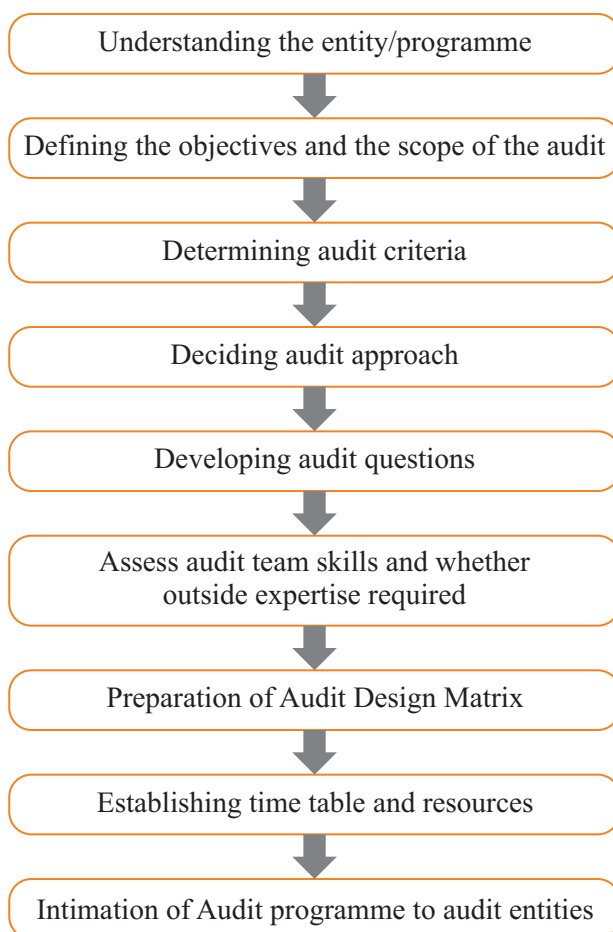 Understanding the entity/programme
Defining the objectives and the scope of the audit
Determining audit criteria
Deciding audit approach
Developing audit questions
Assess audit team skills and whether
outside expertise required
Preparation of Audit Design Matrix
Establishing time table and resources
Intimation of Audit programme to audit entities